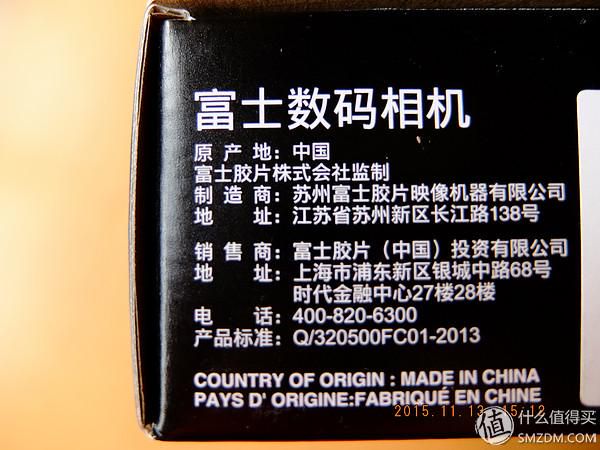 富士数码相机
原 产 地：中国
富士胶片株式会社监制
制 造 商：苏州富士胶片映像机器有限公司
地 址：江苏省苏州新区长江路138号
销 售 商：富士胶片（中国）投资有限公司
地 址：上海市浦东新区银城中路68号
时代金融中心27楼28楼
电 话：400-820-6300
产品标准：Q/320500FC01-2013
COUNTRY OF ORIGIN : MADE IN CHINA
PAYS D' ORIGINE:FABRIQUÉ EN CHINE
2015.11.13 15:12
值 什么值得买
SMZDM.COM